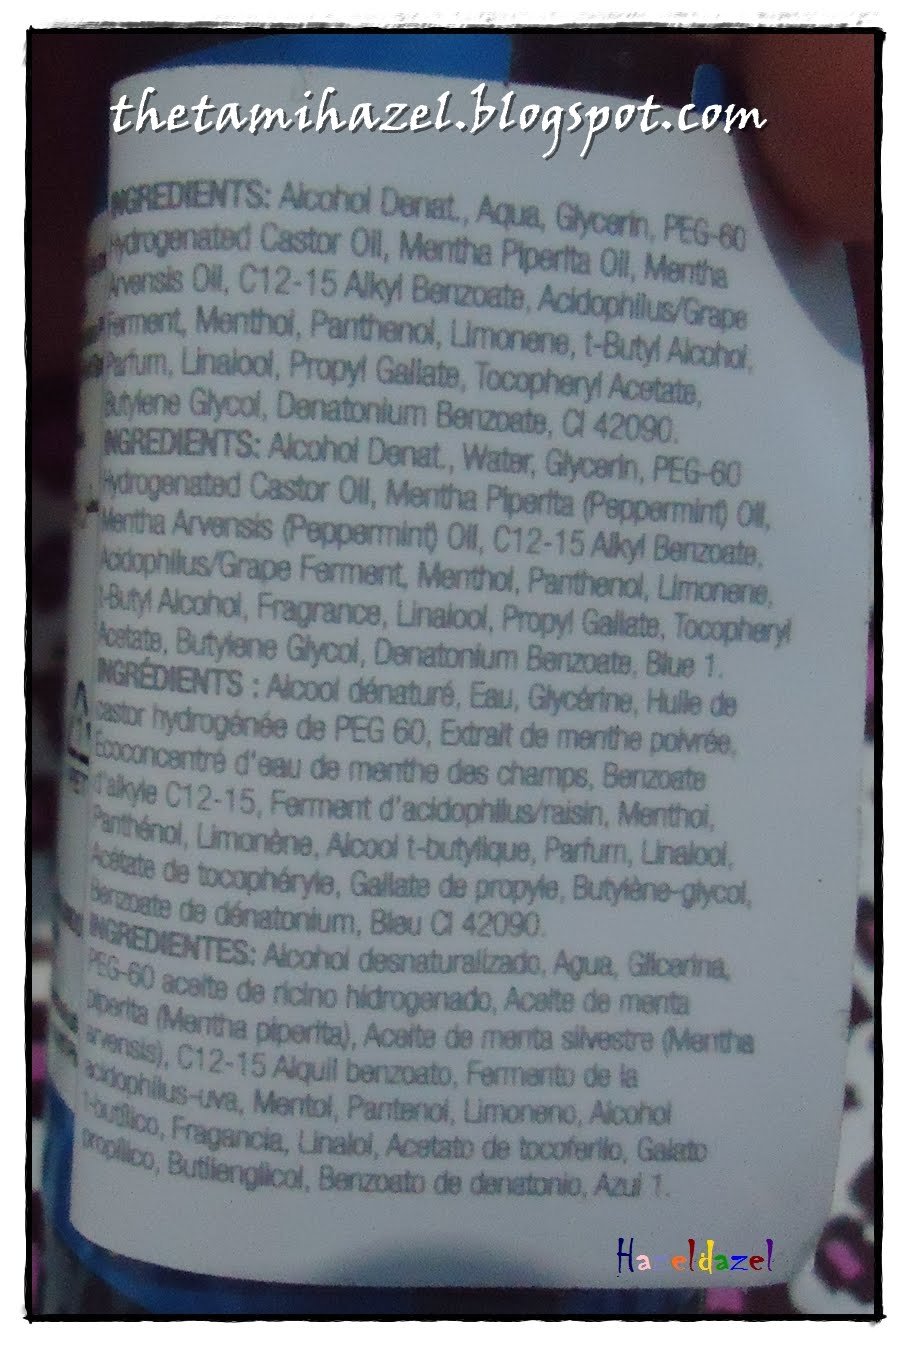 thetamihazel.blogspot.com
INGREDIENTS: Alcohol Denat., Aqua, Glycerin, PEG-60
Hydrogenated Castor Oil, Mentha Piperita Oil, Mentha
Arvensis Oil, C12-15 Alkyl Benzoate, Acidophilus/Grape
Ferment, Menthol, Panthenol, Limonene, t-Butyl Alcohol,
Parfum, Linalool, Propyl Gallate, Tocopheryl Acetate,
Butylene Glycol, Denatonium Benzoate, CI 42090.
INGREDIENTS: Alcohol Denat., Water, Glycerin, PEG-60
Hydrogenated Castor Oil, Mentha Piperita (Peppermint) Oil,
Mentha Arvensis (Peppermint) Oil, C12-15 Alkyl Benzoate,
Acidophilus/Grape Ferment, Menthol, Panthenol, Limonene,
t-Butyl Alcohol, Fragrance, Linalool, Propyl Gallate, Tocopheryl
Acetate, Butylene Glycol, Denatonium Benzoate, Blue 1.
INGRÉDIENTS : Alcool dénaturé, Eau, Glycérine, Huile de
castor hydrogénée de PEG 60, Extrait de menthe poivrée,
Ecoconcentré d'eau de menthe des champs, Benzoate
d'alkyle C12-15, Ferment d'acidophilus/raisin, Menthol,
Panthénol, Limonène, Alcool t-butylique, Parfum, Linalool,
Acétate de tocophéryle, Gallate de propyle, Butylène-glycol,
Benzoate de dénatonium, Bleu CI 42090.
INGREDIENTES: Alcohol desnaturalizado, Agua, Glicerina,
PEG-60 aceite de ricino hidrogenado, Aceite de menta
piperita (Mentha piperita), Aceite de menta silvestre (Mentha
arvensis), C12-15 Alquil benzoato, Fermento de la
acidophilus-uva, Mentol, Pantenol, Limoneno, Alcohol
t-butílico, Fragancia, Linalol, Acetato de tocoferilo, Galato
propílico, Butilenglicol, Benzoato de denatonio, Azul 1.
Hazeldazel